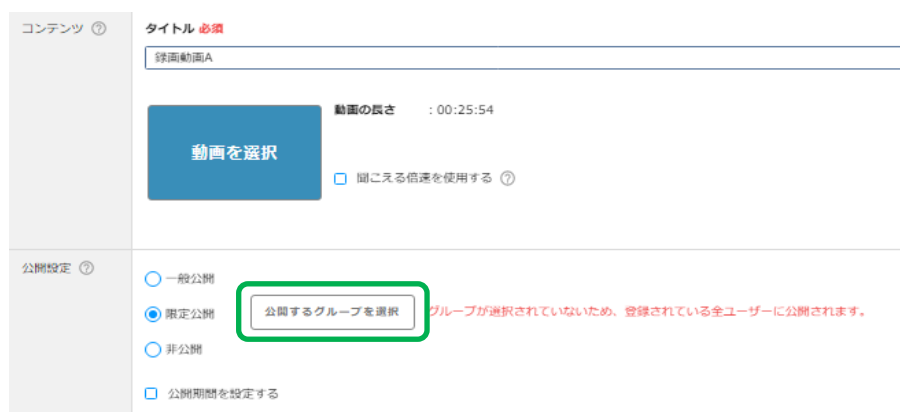 コンテンツ ?
タイトル 必須
録画動画A
動画を選択
動画の長さ : 00:25:54
聞こえる倍速を使用する ?
公開設定 ?
一般公開
限定公開 公開するグループを選択 グループが選択されていないため、登録されている全ユーザーに公開されます。
非公開
公開期間を設定する